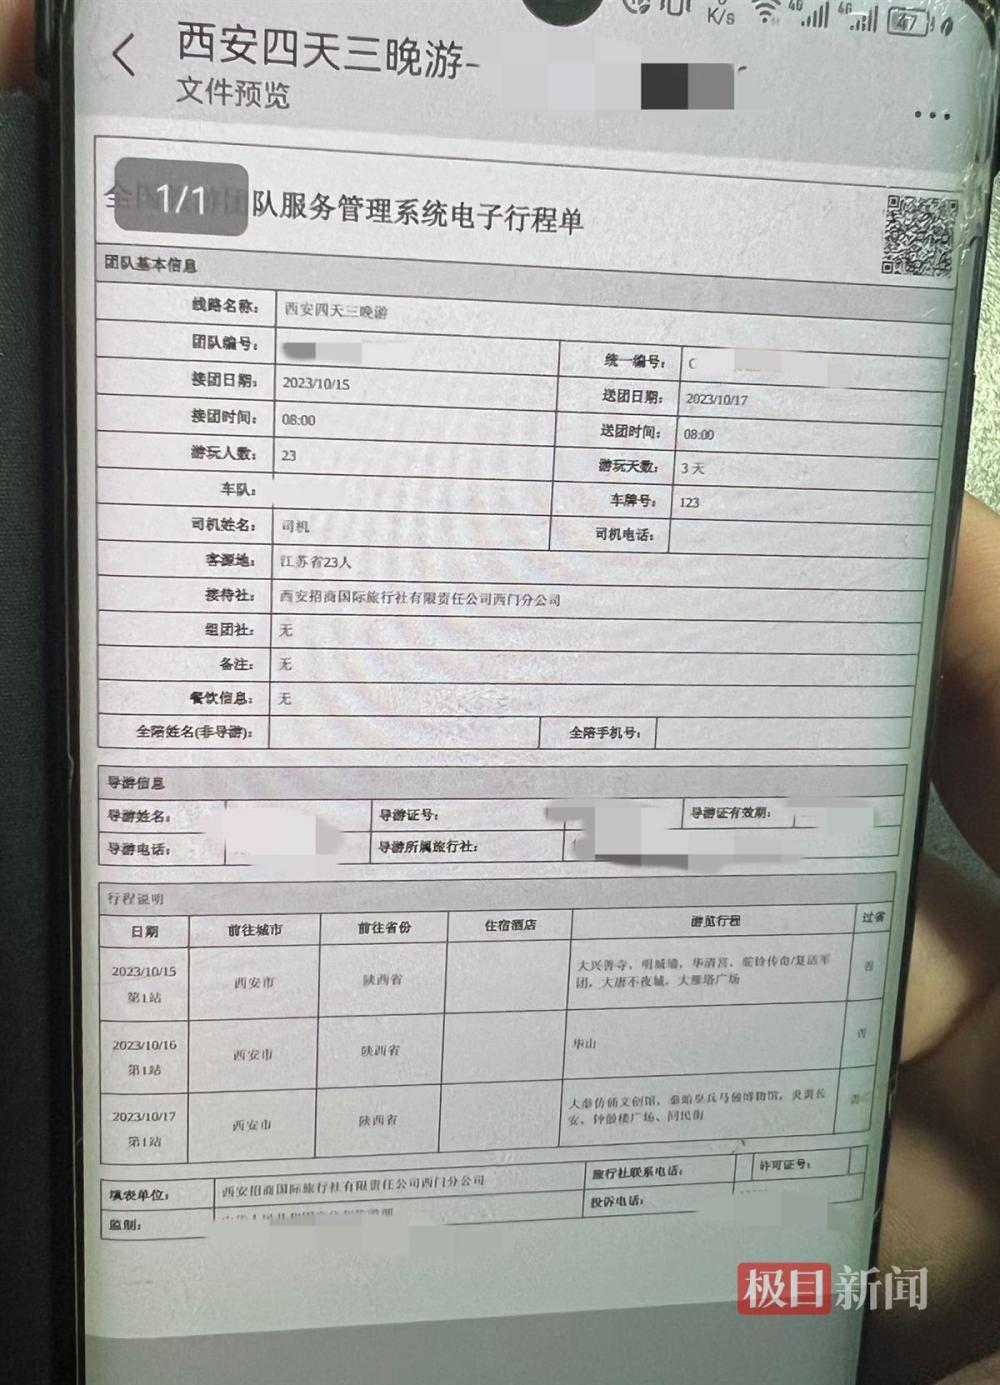 K/s 4G 4G 47
西安四天三晚游-
文件预览
1/1
队服务管理系统电子行程单
团队基本信息
线路名称： 西安四天三晚游
团队编号： 统一编号： C
接团日期： 2023/10/15 送团日期： 2023/10/17
接团时间： 08:00 送团时间： 08:00
游玩人数： 23 游玩天数： 3 天
车队： 车牌号： 123
司机姓名： 司机 司机电话：
客源地： 江苏省23人
接待社： 西安招商国际旅行社有限责任公司西门分公司
组团社： 无
备注： 无
餐饮信息： 无
全陪姓名(非导游)： 全陪手机号：
导游信息
导游姓名： 导游证号： 导游证有效期：
导游电话： 导游所属旅行社：
行程说明
日期 前往城市 前往省份 住宿酒店 游览行程 过省
2023/10/15 第1站 西安市 陕西省 大兴善寺，明城墙，华清宫、驼铃传奇/复活军
团，大唐不夜城，大雁塔广场 否
2023/10/16 第1站 西安市 陕西省 华山 否
2023/10/17 第1站 西安市 陕西省 大秦仿俑文创馆，秦始皇兵马俑博物馆，炎黄长
安，钟鼓楼广场、回民街 否
填表单位： 西安招商国际旅行社有限责任公司西门分公司 旅行社联系电话： 许可证号：
监制： 投诉电话：
极目新闻